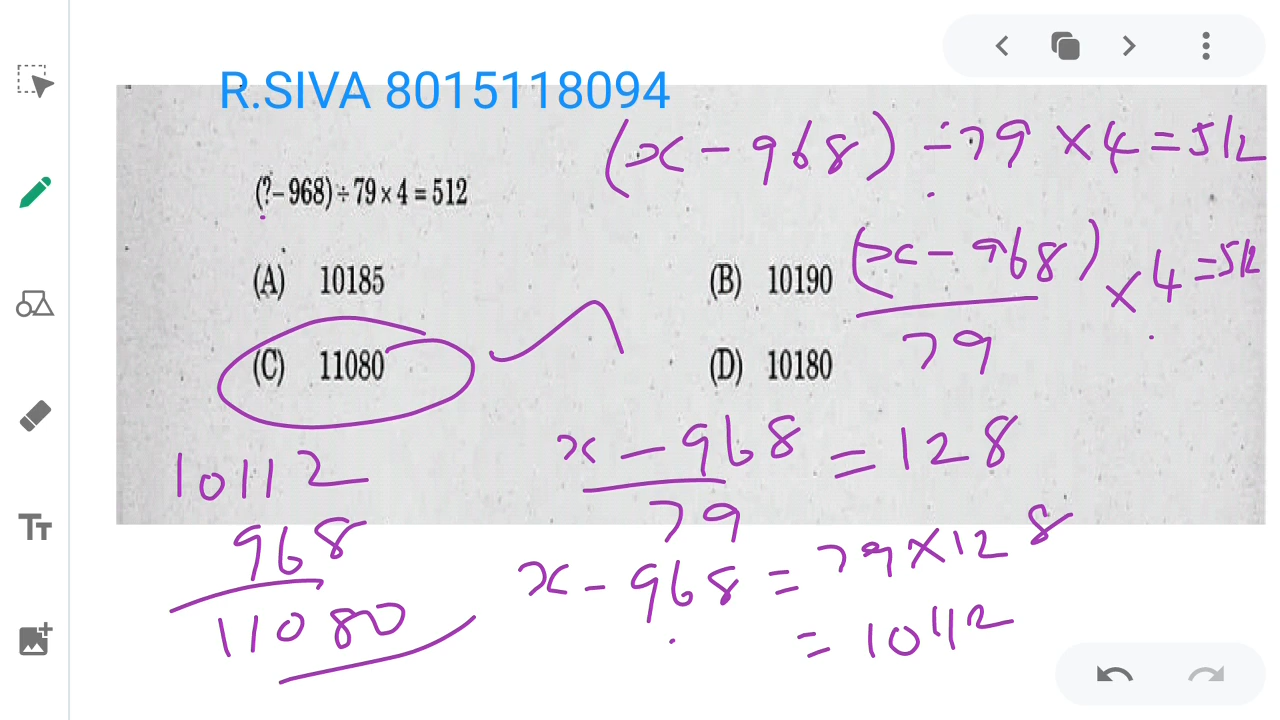 R.SIVA 8015118094
(x - 968) ÷ 79 × 4 = 512
(?– 968) ÷ 79 × 4 = 512
(A) 10185
(B) 10190
(x - 968) × 4 = 512
79
(C) 11080
(D) 10180
x - 968 = 128
79
x - 968 = 79 × 128
= 10112
10112
968
11080
TT